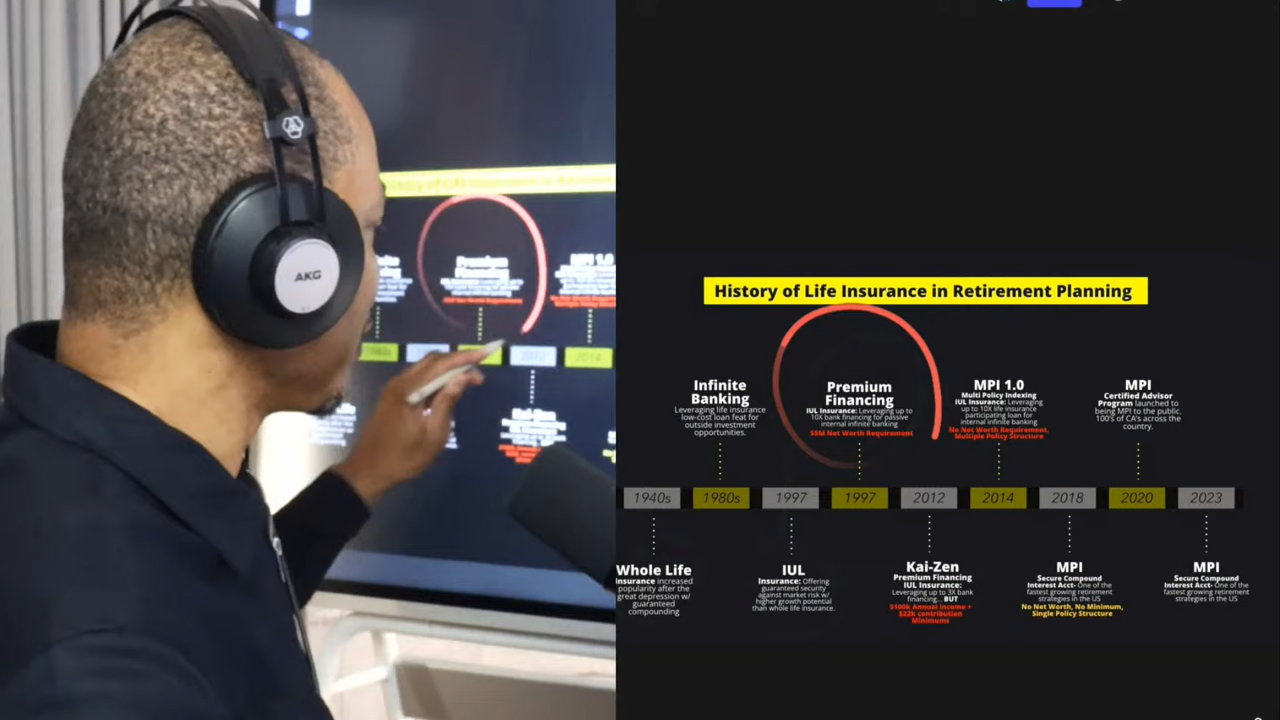 AKG
History of Life Insurance in Retirement Planning
Infinite
Banking
Leveraging life insurance
low-cost loan feat for
outside investment
opportunities.
Premium
Financing
IUL Insurance: Leveraging up to
10X bank financing for passive
internal infinite banking
$5M Net Worth Requirement
MPI 1.0
Multi Policy Indexing
IUL Insurance: Leveraging
up to 10X life insurance
participating loan for
internal infinite banking
No Net Worth Requirement,
Multiple Policy Structure
MPI
Certified Advisor
Program launched to
being MPI to the public.
100's of CA's across the
country.
1940s
1980s
1997
1997
2012
2014
2018
2020
2023
Whole Life
Insurance increased
popularity after the
great depression w/
guaranteed
compounding
IUL
Insurance: Offering
guaranteed security
against market risk w/
higher growth potential
than whole life insurance.
Kai-Zen
Premium Financing
IUL Insurance:
Leveraging up to 3X bank
financing... BUT
$100k Annual income +
$22k contribution
Minimums
MPI
Secure Compound
Interest Acct- One of the
fastest growing retirement
strategies in the US
No Net Worth, No Minimum,
Single Policy Structure
MPI
Secure Compound
Interest Acct- One of the
fastest growing retirement
strategies in the US